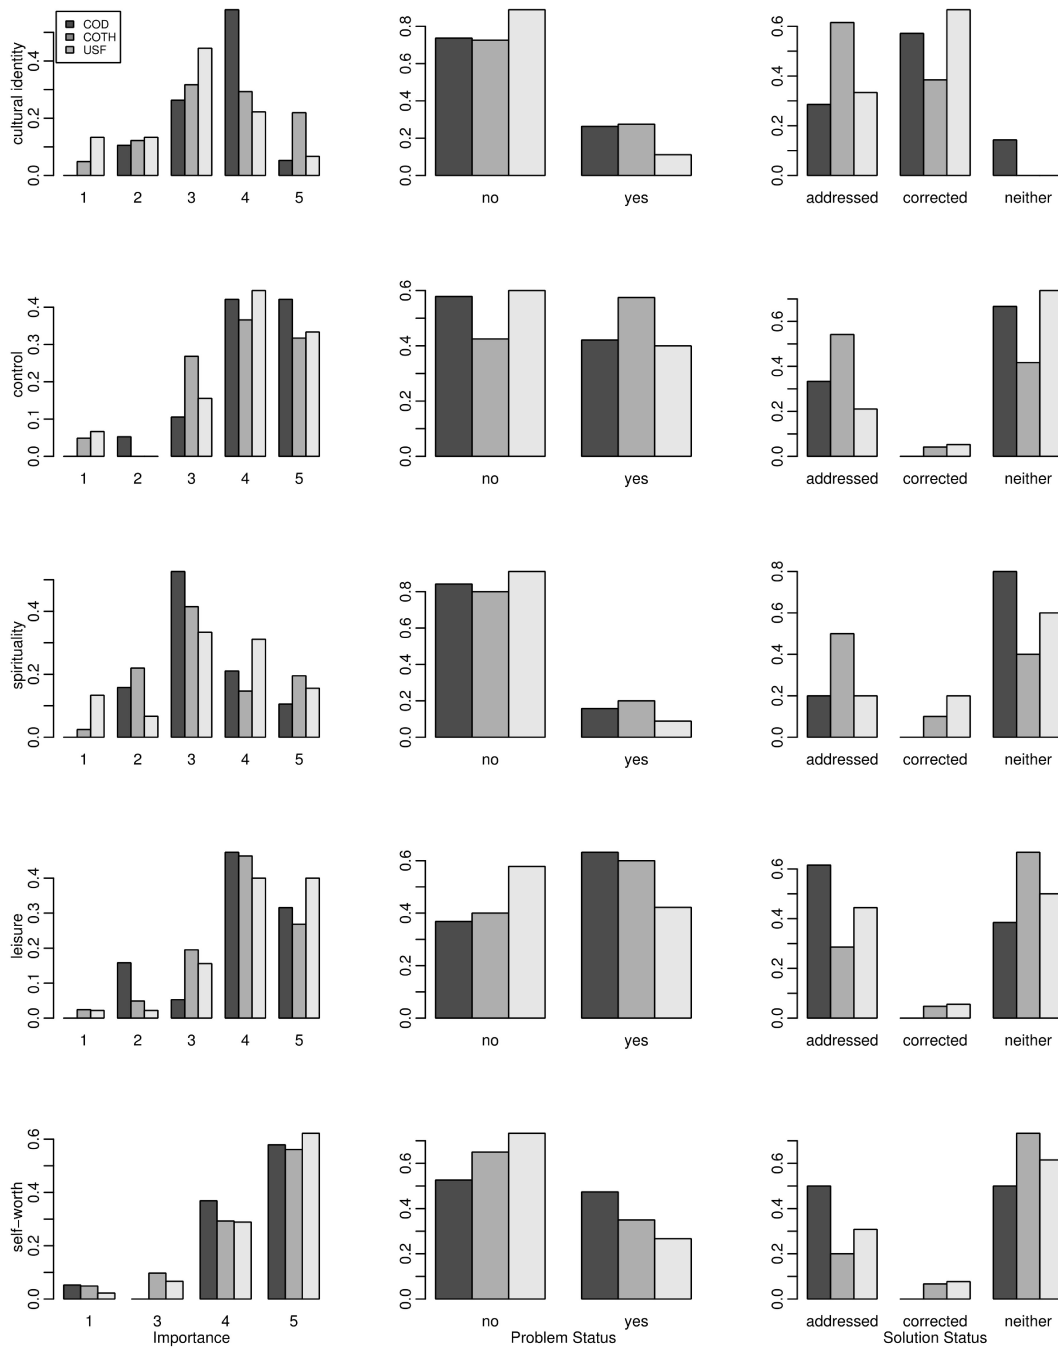 COD
COTH
USF
cultural identity
0.0 0.2 0.4
1 2 3 4 5
0.0 0.2 0.4 0.6 0.8
no yes
0.0 0.2 0.4 0.6
addressed corrected neither
control
0.0 0.1 0.2 0.3 0.4
1 2 3 4 5
0.0 0.2 0.4 0.6
no yes
0.0 0.2 0.4 0.6
addressed corrected neither
spirituality
0.0 0.2 0.4
1 2 3 4 5
0.0 0.2 0.4 0.6 0.8
no yes
0.0 0.2 0.4 0.6 0.8
addressed corrected neither
leisure
0.0 0.1 0.2 0.3 0.4
1 2 3 4 5
0.0 0.2 0.4 0.6
no yes
0.0 0.2 0.4 0.6
addressed corrected neither
self−worth
0.0 0.2 0.4 0.6
1 3 4 5
Importance
0.0 0.2 0.4 0.6
no yes
Problem Status
0.0 0.2 0.4 0.6
addressed corrected neither
Solution Status